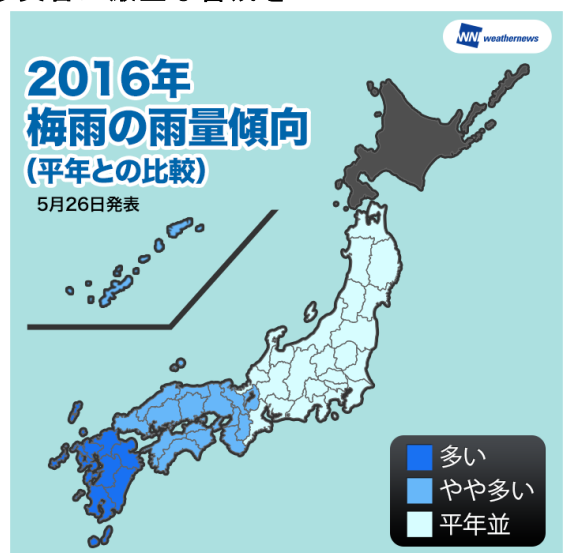 weathernews
2016年
梅雨の雨量傾向
(平年との比較)
5月26日発表
多い
やや多い
平年並